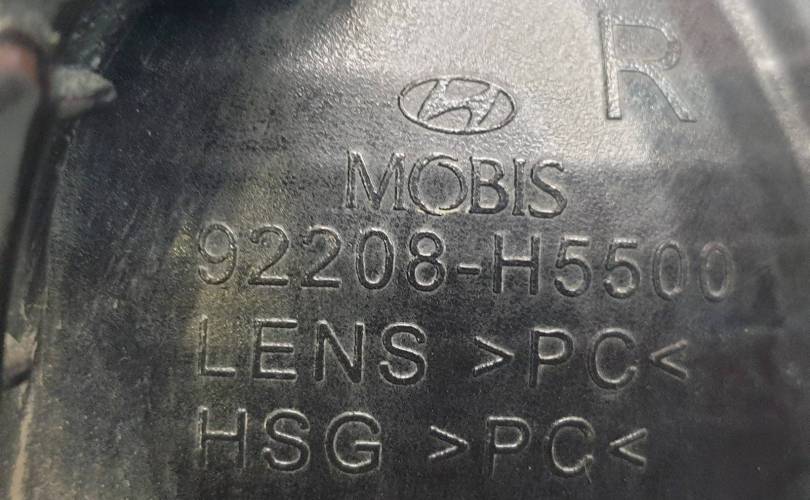 R
MOBIS
92208-H5500
LENS >PC<
HSG >PC<